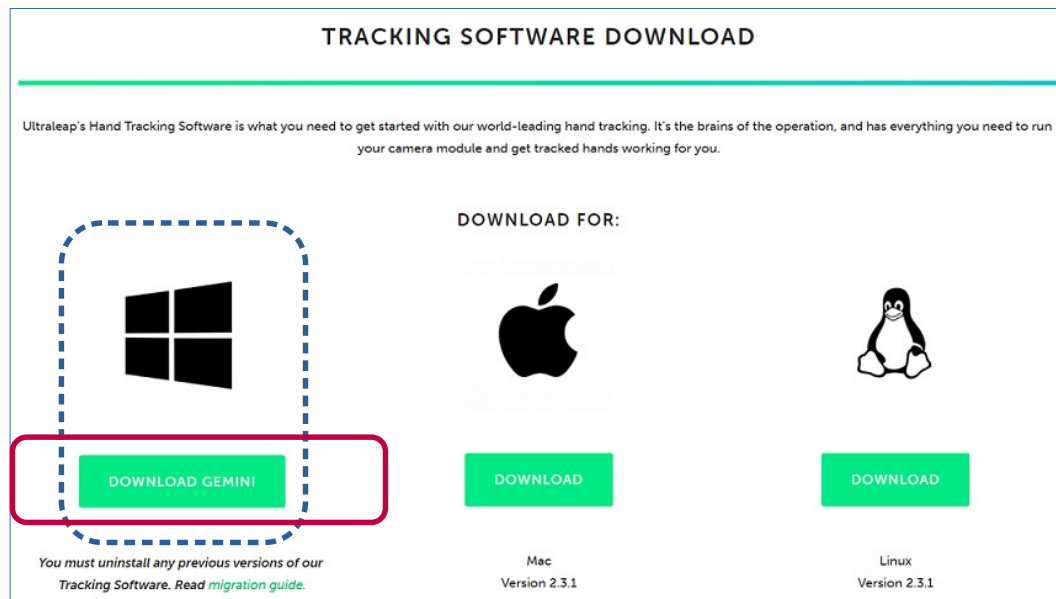 TRACKING SOFTWARE DOWNLOAD
Ultraleap's Hand Tracking Software is what you need to get started with our world-leading hand tracking. It's the brains of the operation, and has everything you need to run
your camera module and get tracked hands working for you.
DOWNLOAD FOR:
DOWNLOAD GEMINI
DOWNLOAD
DOWNLOAD
You must uninstall any previous versions of our
Tracking Software. Read migration guide.
Mac
Version 2.3.1
Linux
Version 2.3.1